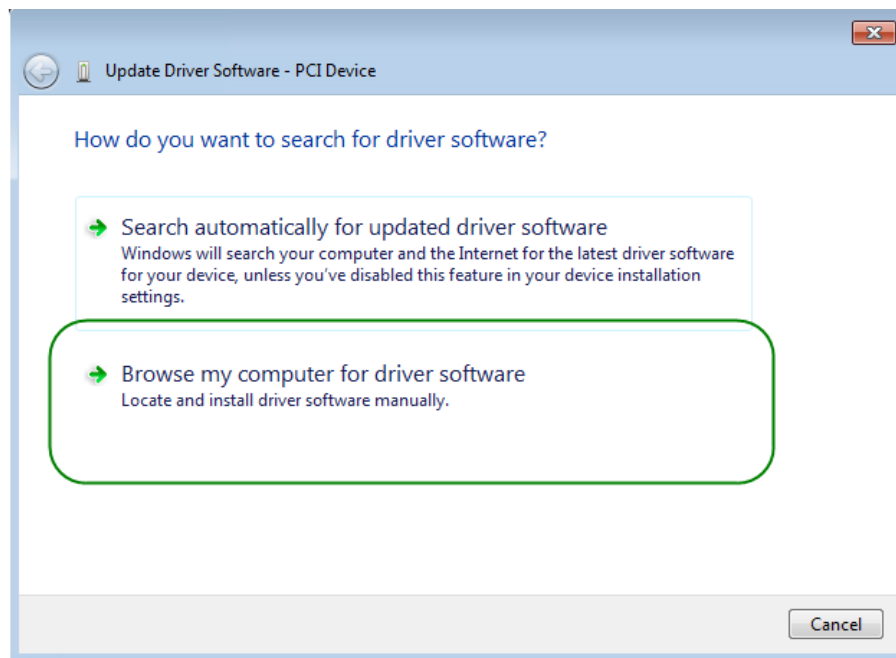 Update Driver Software - PCI Device
How do you want to search for driver software?
Search automatically for updated driver software
Windows will search your computer and the Internet for the latest driver software
for your device, unless you've disabled this feature in your device installation
settings.
Browse my computer for driver software
Locate and install driver software manually.
Cancel